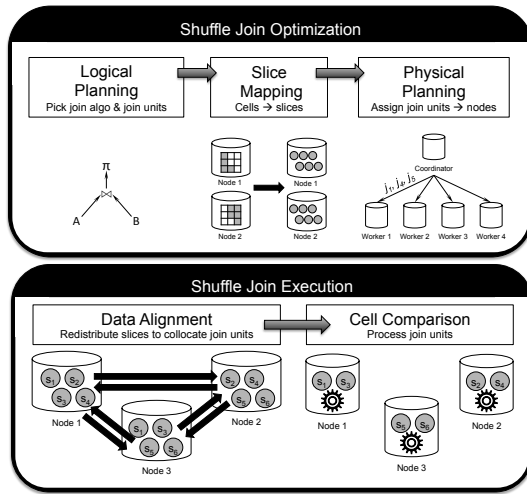 Shuffle Join Optimization
Logical Planning
Pick join algo & join units
Slice Mapping
Cells → slices
Physical Planning
Assign join units → nodes
π
⋈
A B
Node 1 Node 1
Node 2 Node 2
Coordinator
j₁, j₄, j₅
Worker 1 Worker 2 Worker 3 Worker 4
Shuffle Join Execution
Data Alignment
Redistribute slices to collocate join units
Cell Comparison
Process join units
S₁ S₂
S₃ S₄
Node 1
S₂ S₄
S₅ S₆
Node 2
S₁ S₃
S₅ S₆
Node 3
S₁ S₃
Node 1
S₂ S₄
Node 2
S₅ S₆
Node 3